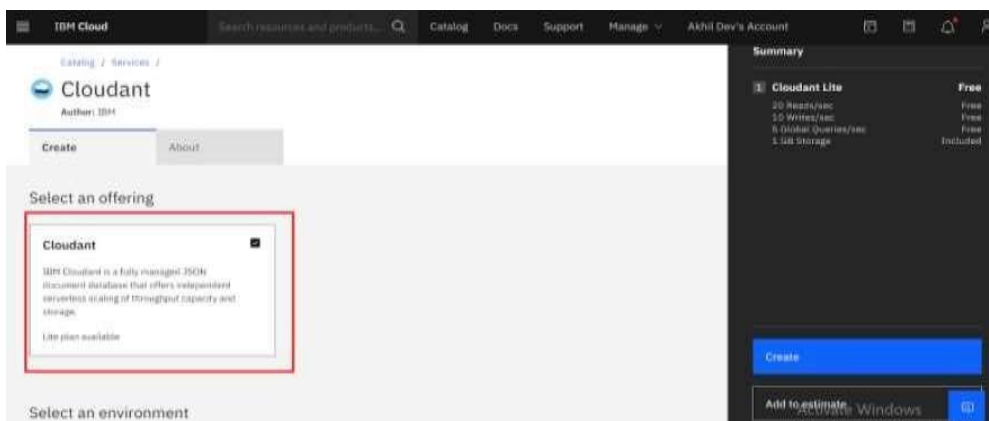 IBM Cloud
Search resources and products...
Catalog
Docs
Support
Manage
Akhil Dev's Account
Catalog / Services /
Cloudant
Author: IBM
Create
About
Select an offering
Cloudant
IBM Cloudant is a fully managed JSON
document database that offers independent
serverless scaling of throughput capacity and
storage.
Lite plan available
Select an environment
Summary
1 Cloudant Lite Free
20 Reads/sec Free
10 Writes/sec Free
5 Global Queries/sec Free
1 GB Storage Included
Create
Add to estimate
Activate Windows